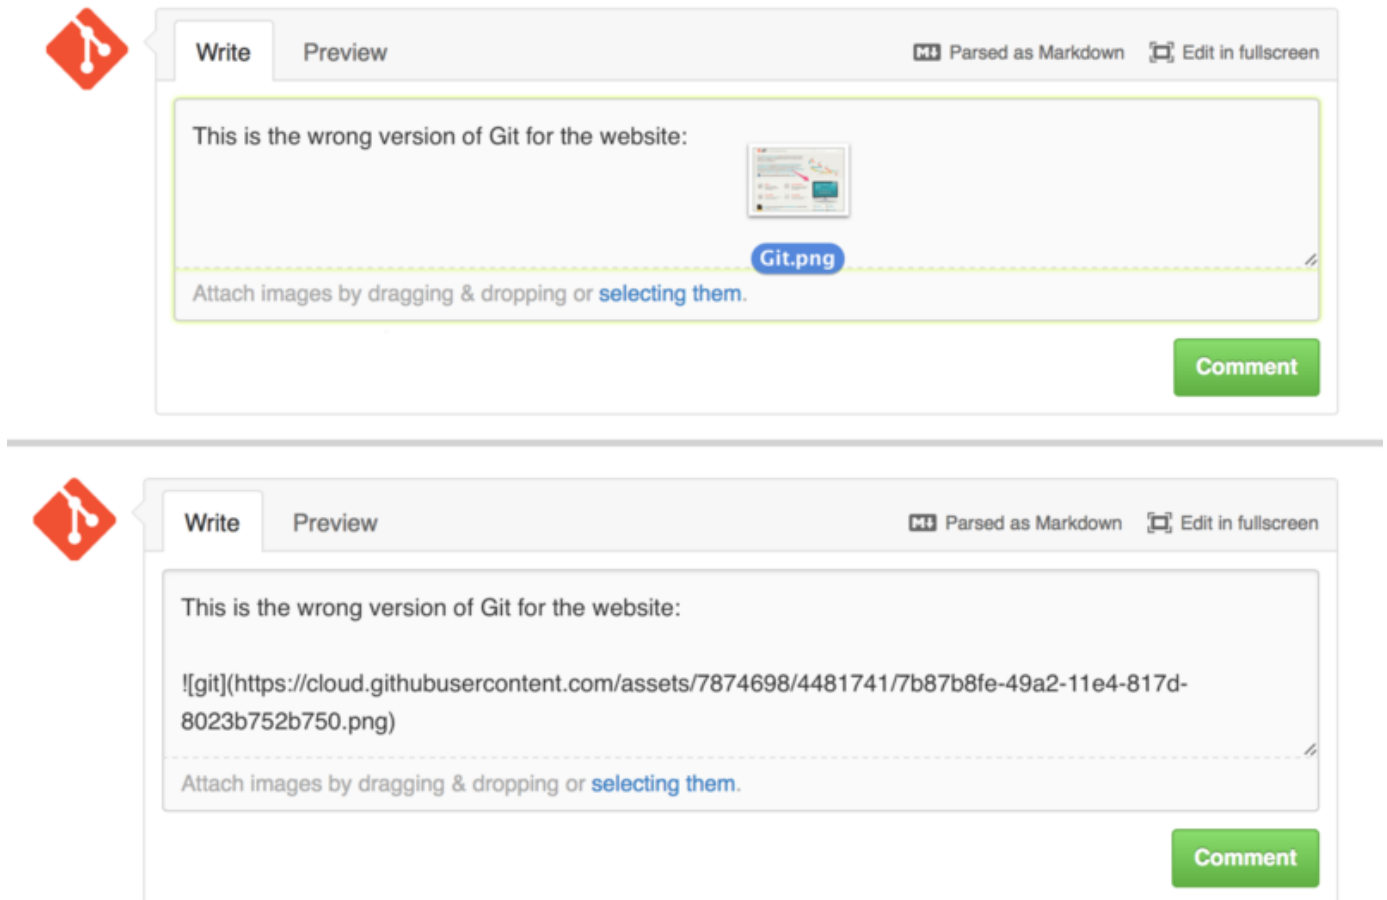 Write Preview Parsed as Markdown Edit in fullscreen
This is the wrong version of Git for the website:
Git.png
Attach images by dragging & dropping or selecting them.
Comment
Write Preview Parsed as Markdown Edit in fullscreen
This is the wrong version of Git for the website:
![git](https://cloud.githubusercontent.com/assets/7874698/4481741/7b87b8fe-49a2-11e4-817d-
8023b752b750.png)
Attach images by dragging & dropping or selecting them.
Comment